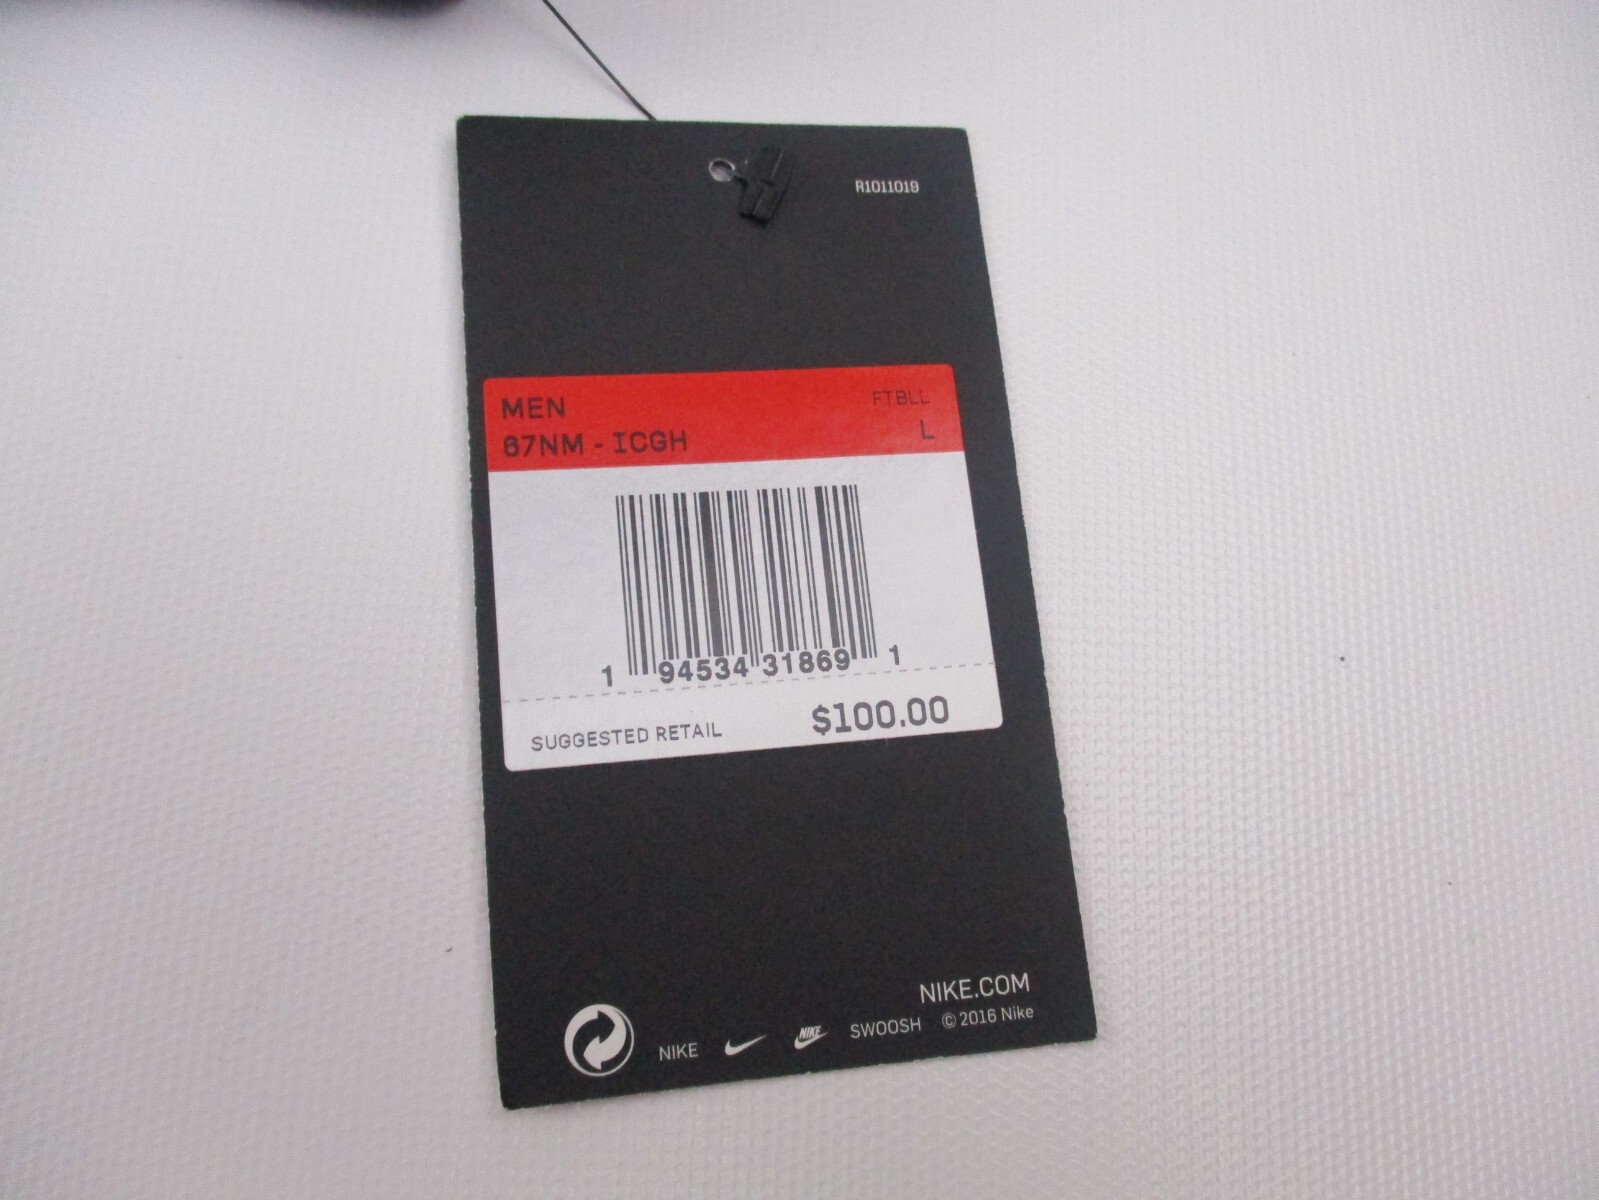 R1011019
MEN FTBLL
67NM - ICGH L
1 94534 31869 1
SUGGESTED RETAIL $100.00
NIKE.COM
NIKE NIKE SWOOSH © 2016 Nike